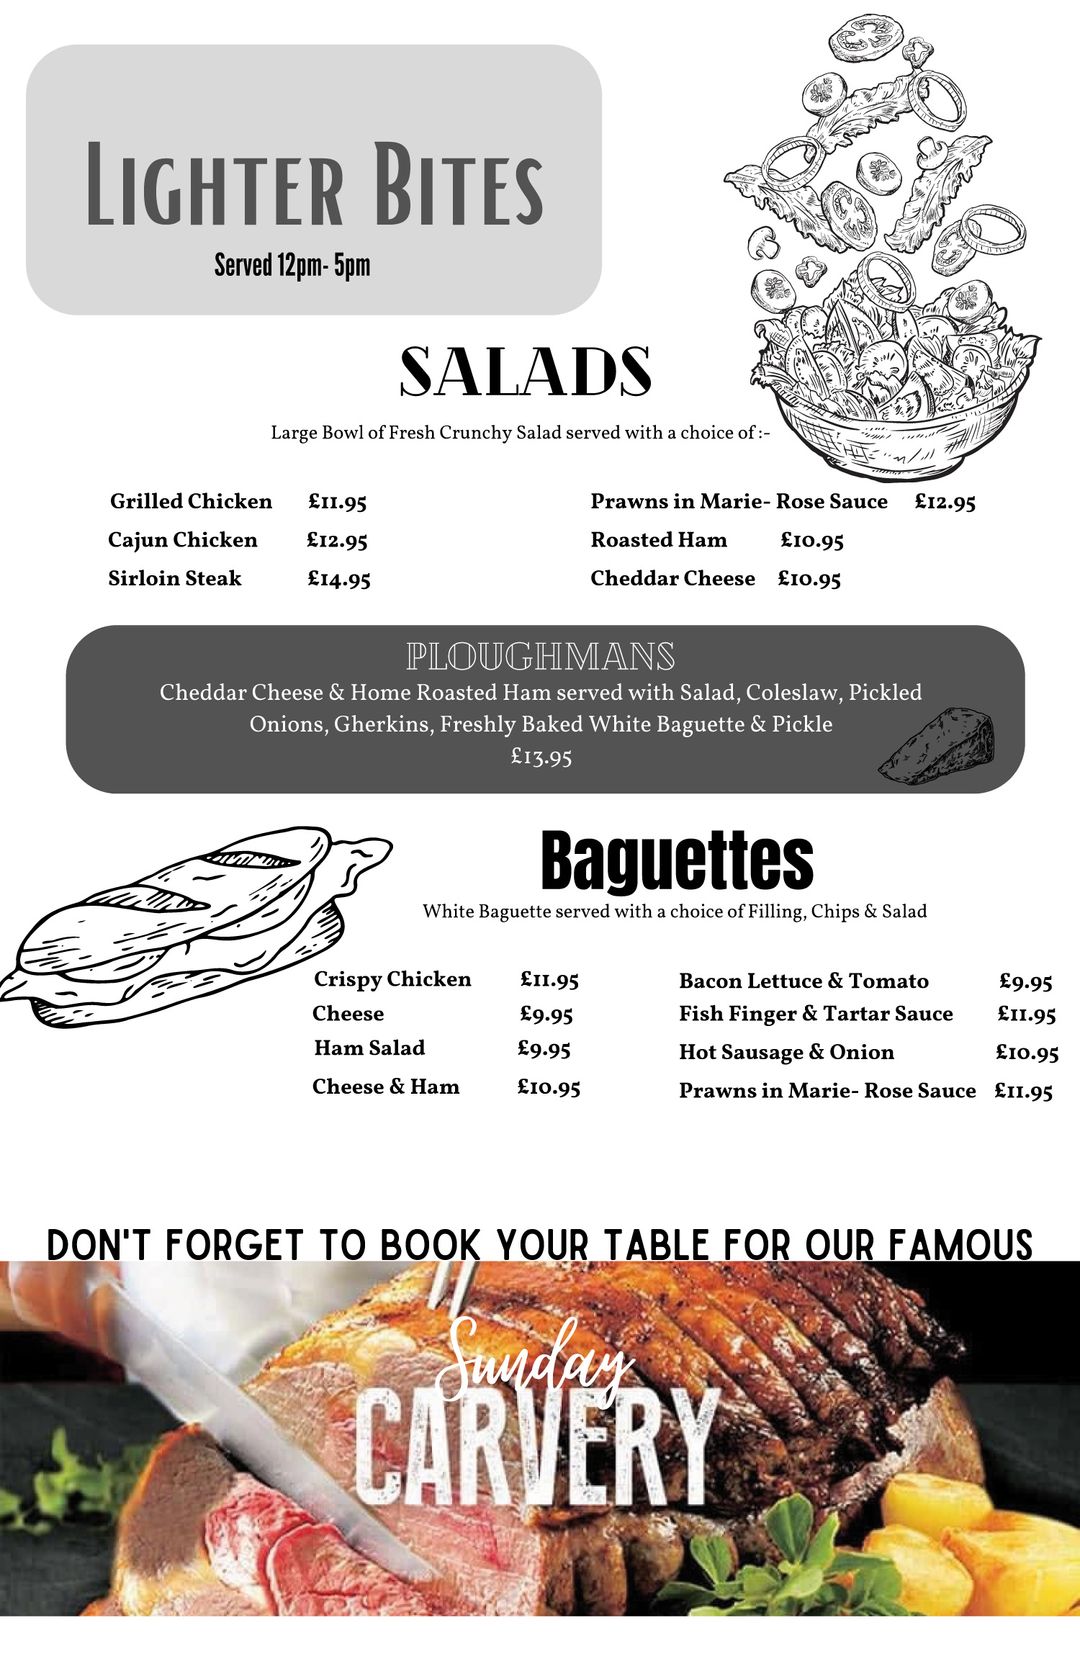 Lighter Bites
Served 12pm- 5pm
SALADS
Large Bowl of Fresh Crunchy Salad served with a choice of :-
Grilled Chicken £11.95
Cajun Chicken £12.95
Sirloin Steak £14.95
Prawns in Marie- Rose Sauce £12.95
Roasted Ham £10.95
Cheddar Cheese £10.95
PLOUGHMANS
Cheddar Cheese & Home Roasted Ham served with Salad, Coleslaw, Pickled
Onions, Gherkins, Freshly Baked White Baguette & Pickle
£13.95
Baguettes
White Baguette served with a choice of Filling, Chips & Salad
Crispy Chicken £11.95
Cheese £9.95
Ham Salad £9.95
Cheese & Ham £10.95
Bacon Lettuce & Tomato £9.95
Fish Finger & Tartar Sauce £11.95
Hot Sausage & Onion £10.95
Prawns in Marie- Rose Sauce £11.95
DON'T FORGET TO BOOK YOUR TABLE FOR OUR FAMOUS
Sunday
CARVERY